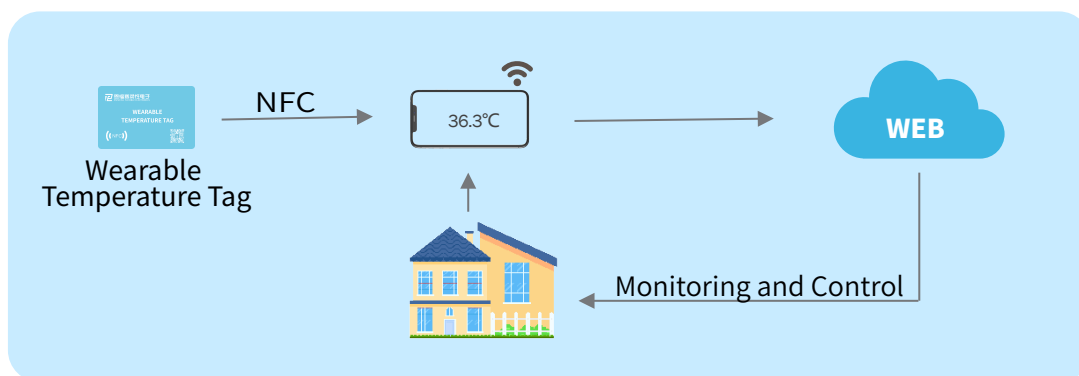 WEARABLE
TEMPERATURE TAG
NFC
NFC
36.3℃
WEB
Wearable
Temperature Tag
Monitoring and Control